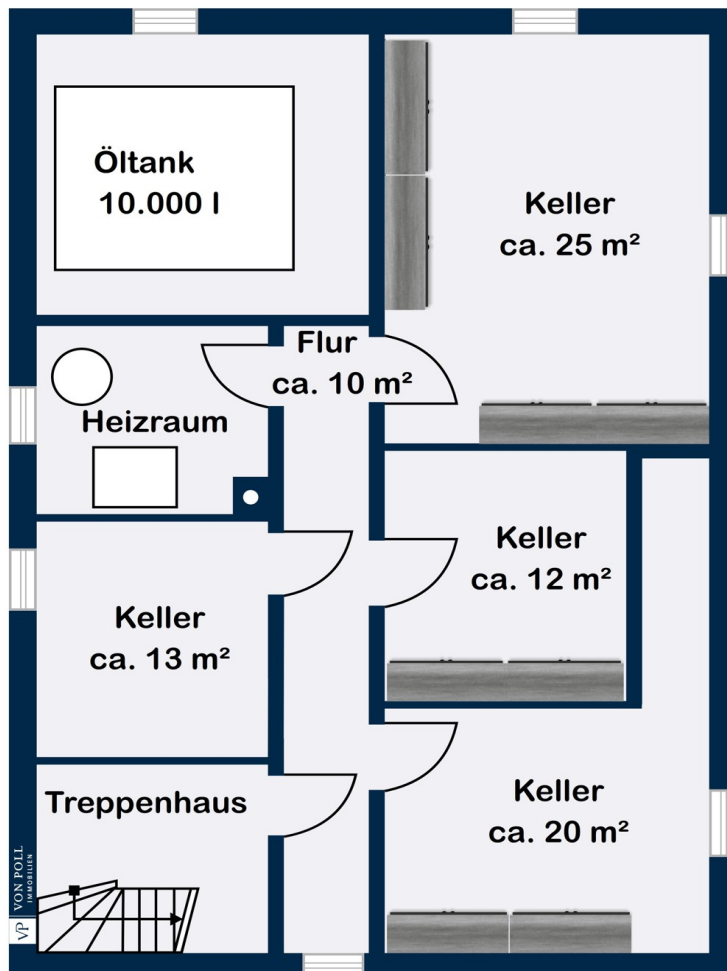 Öltank
10.000 l
Keller
ca. 25 m²
Flur
ca. 10 m²
Heizraum
Keller
ca. 12 m²
Keller
ca. 13 m²
Treppenhaus
Keller
ca. 20 m²
VP
VON POLL
IMMOBILIEN